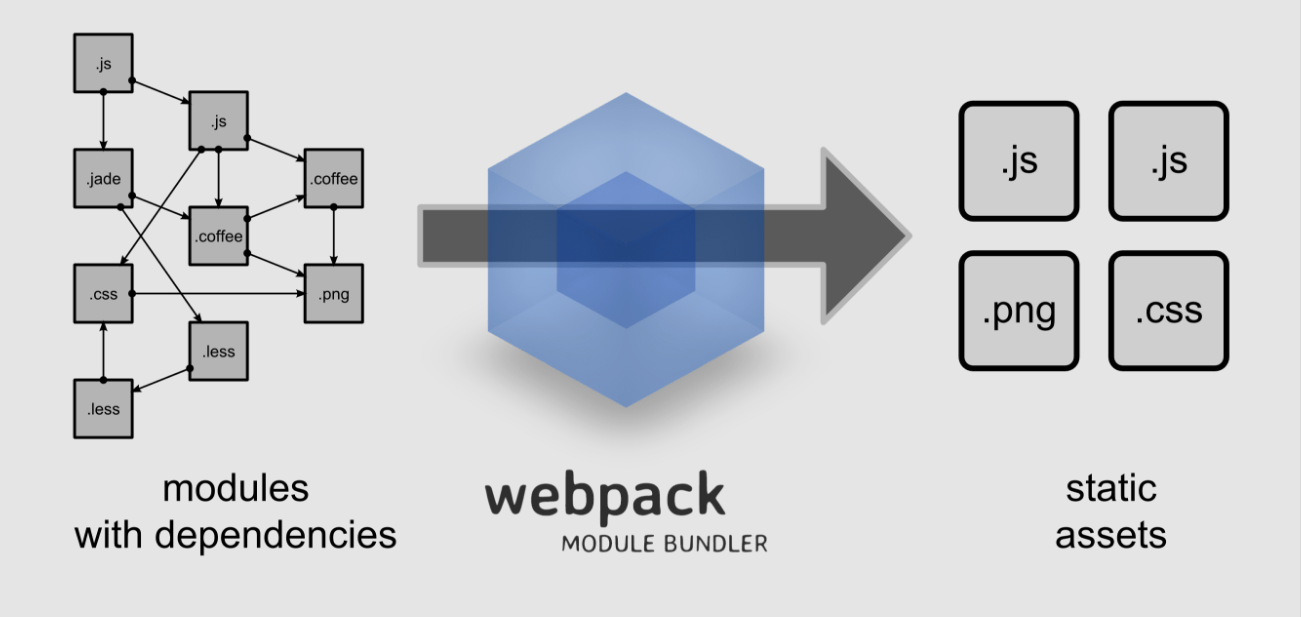 .js
.js
.jade
.coffee
.coffee
.css
.png
.less
.less
modules
with dependencies
webpack
MODULE BUNDLER
.js
.js
.png
.css
static
assets